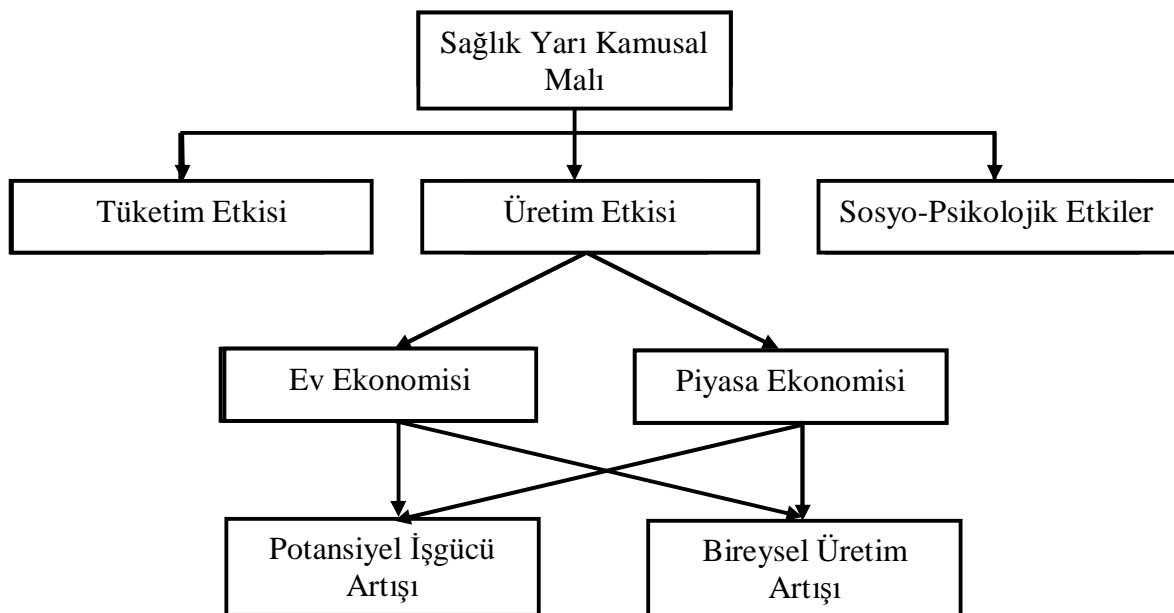 Sağlık Yarı Kamusal
Malı
Tüketim Etkisi
Üretim Etkisi
Sosyo-Psikolojik Etkiler
Ev Ekonomisi
Piyasa Ekonomisi
Potansiyel İşgücü
Artışı
Bireysel Üretim
Artışı